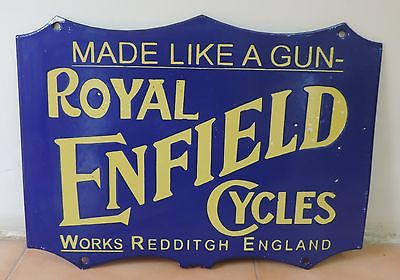 MADE LIKE A GUN-
ROYAL
ENFIELD
CYCLES
WORKS REDDITGH ENGLAND